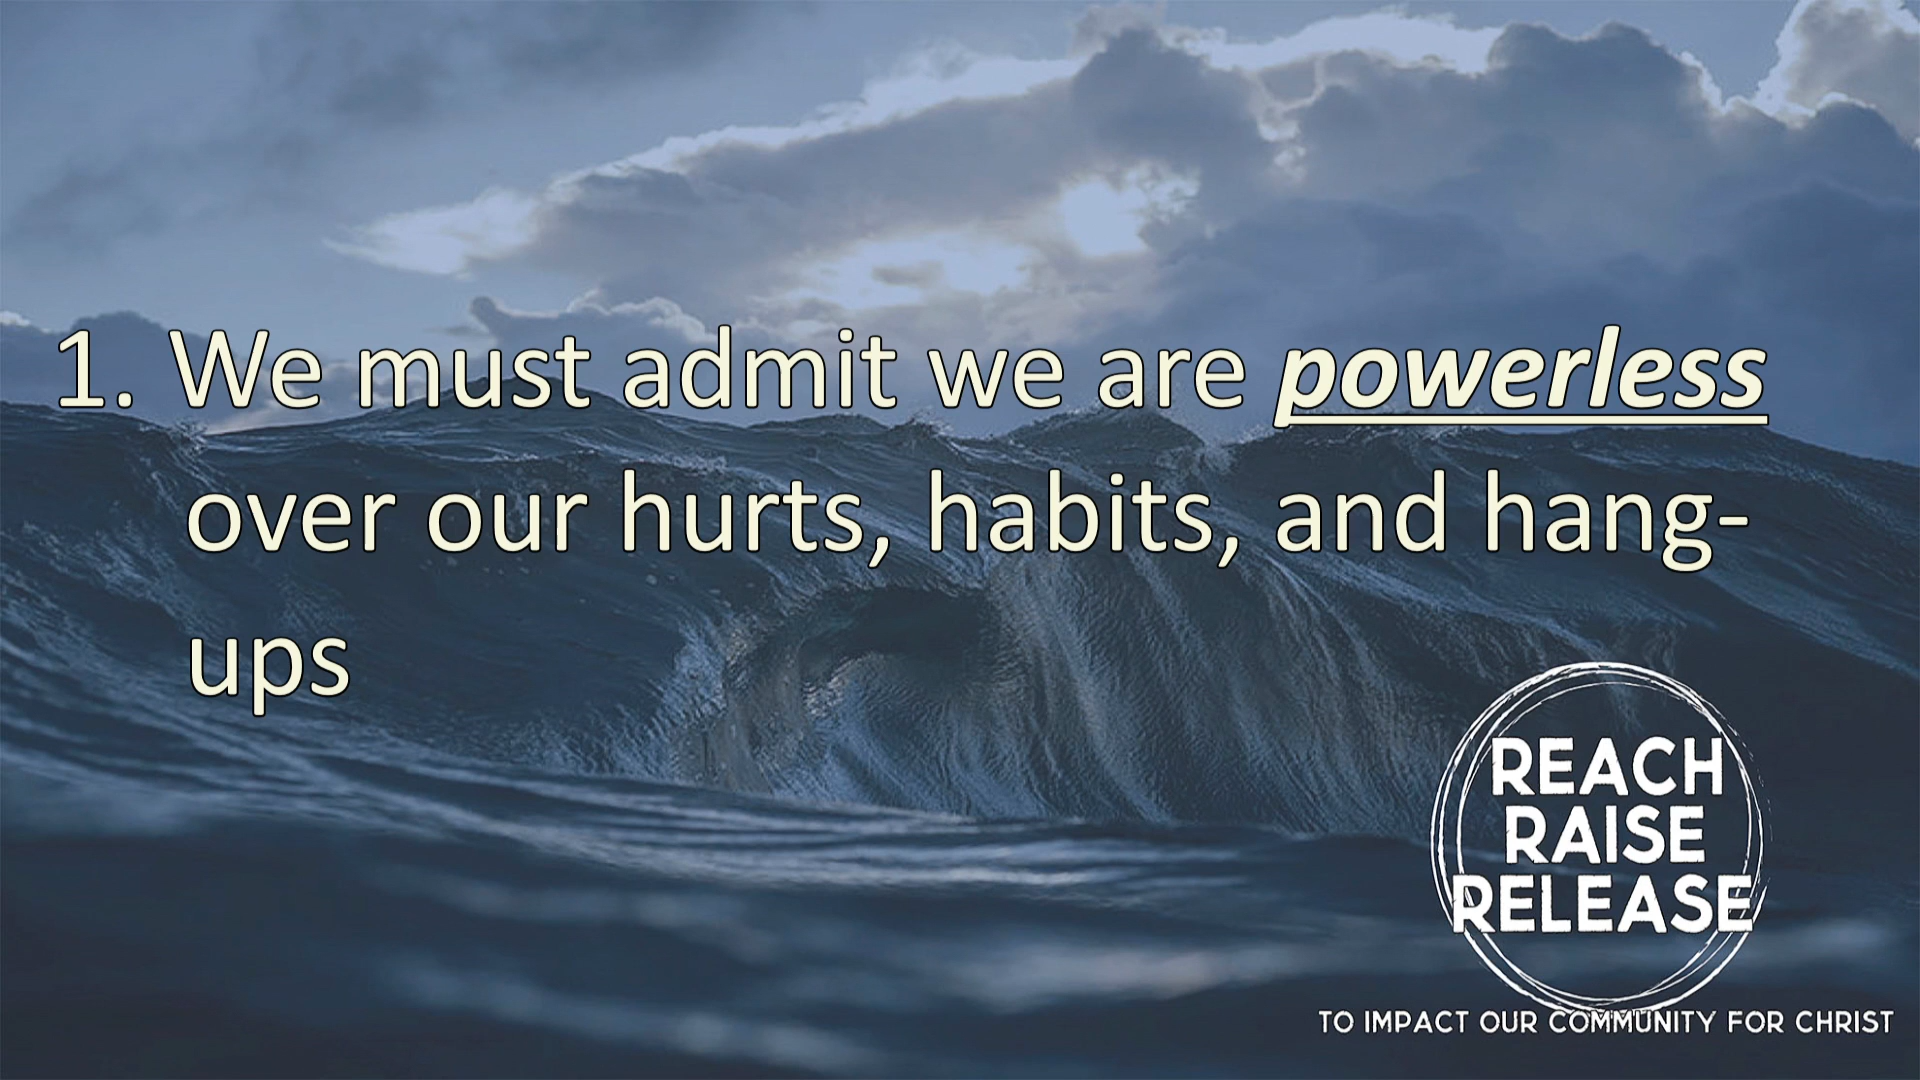 1. We must admit we are powerless
over our hurts, habits, and hang-
ups
REACH
RAISE
RELEASE
TO IMPACT OUR COMMUNITY FOR CHRIST